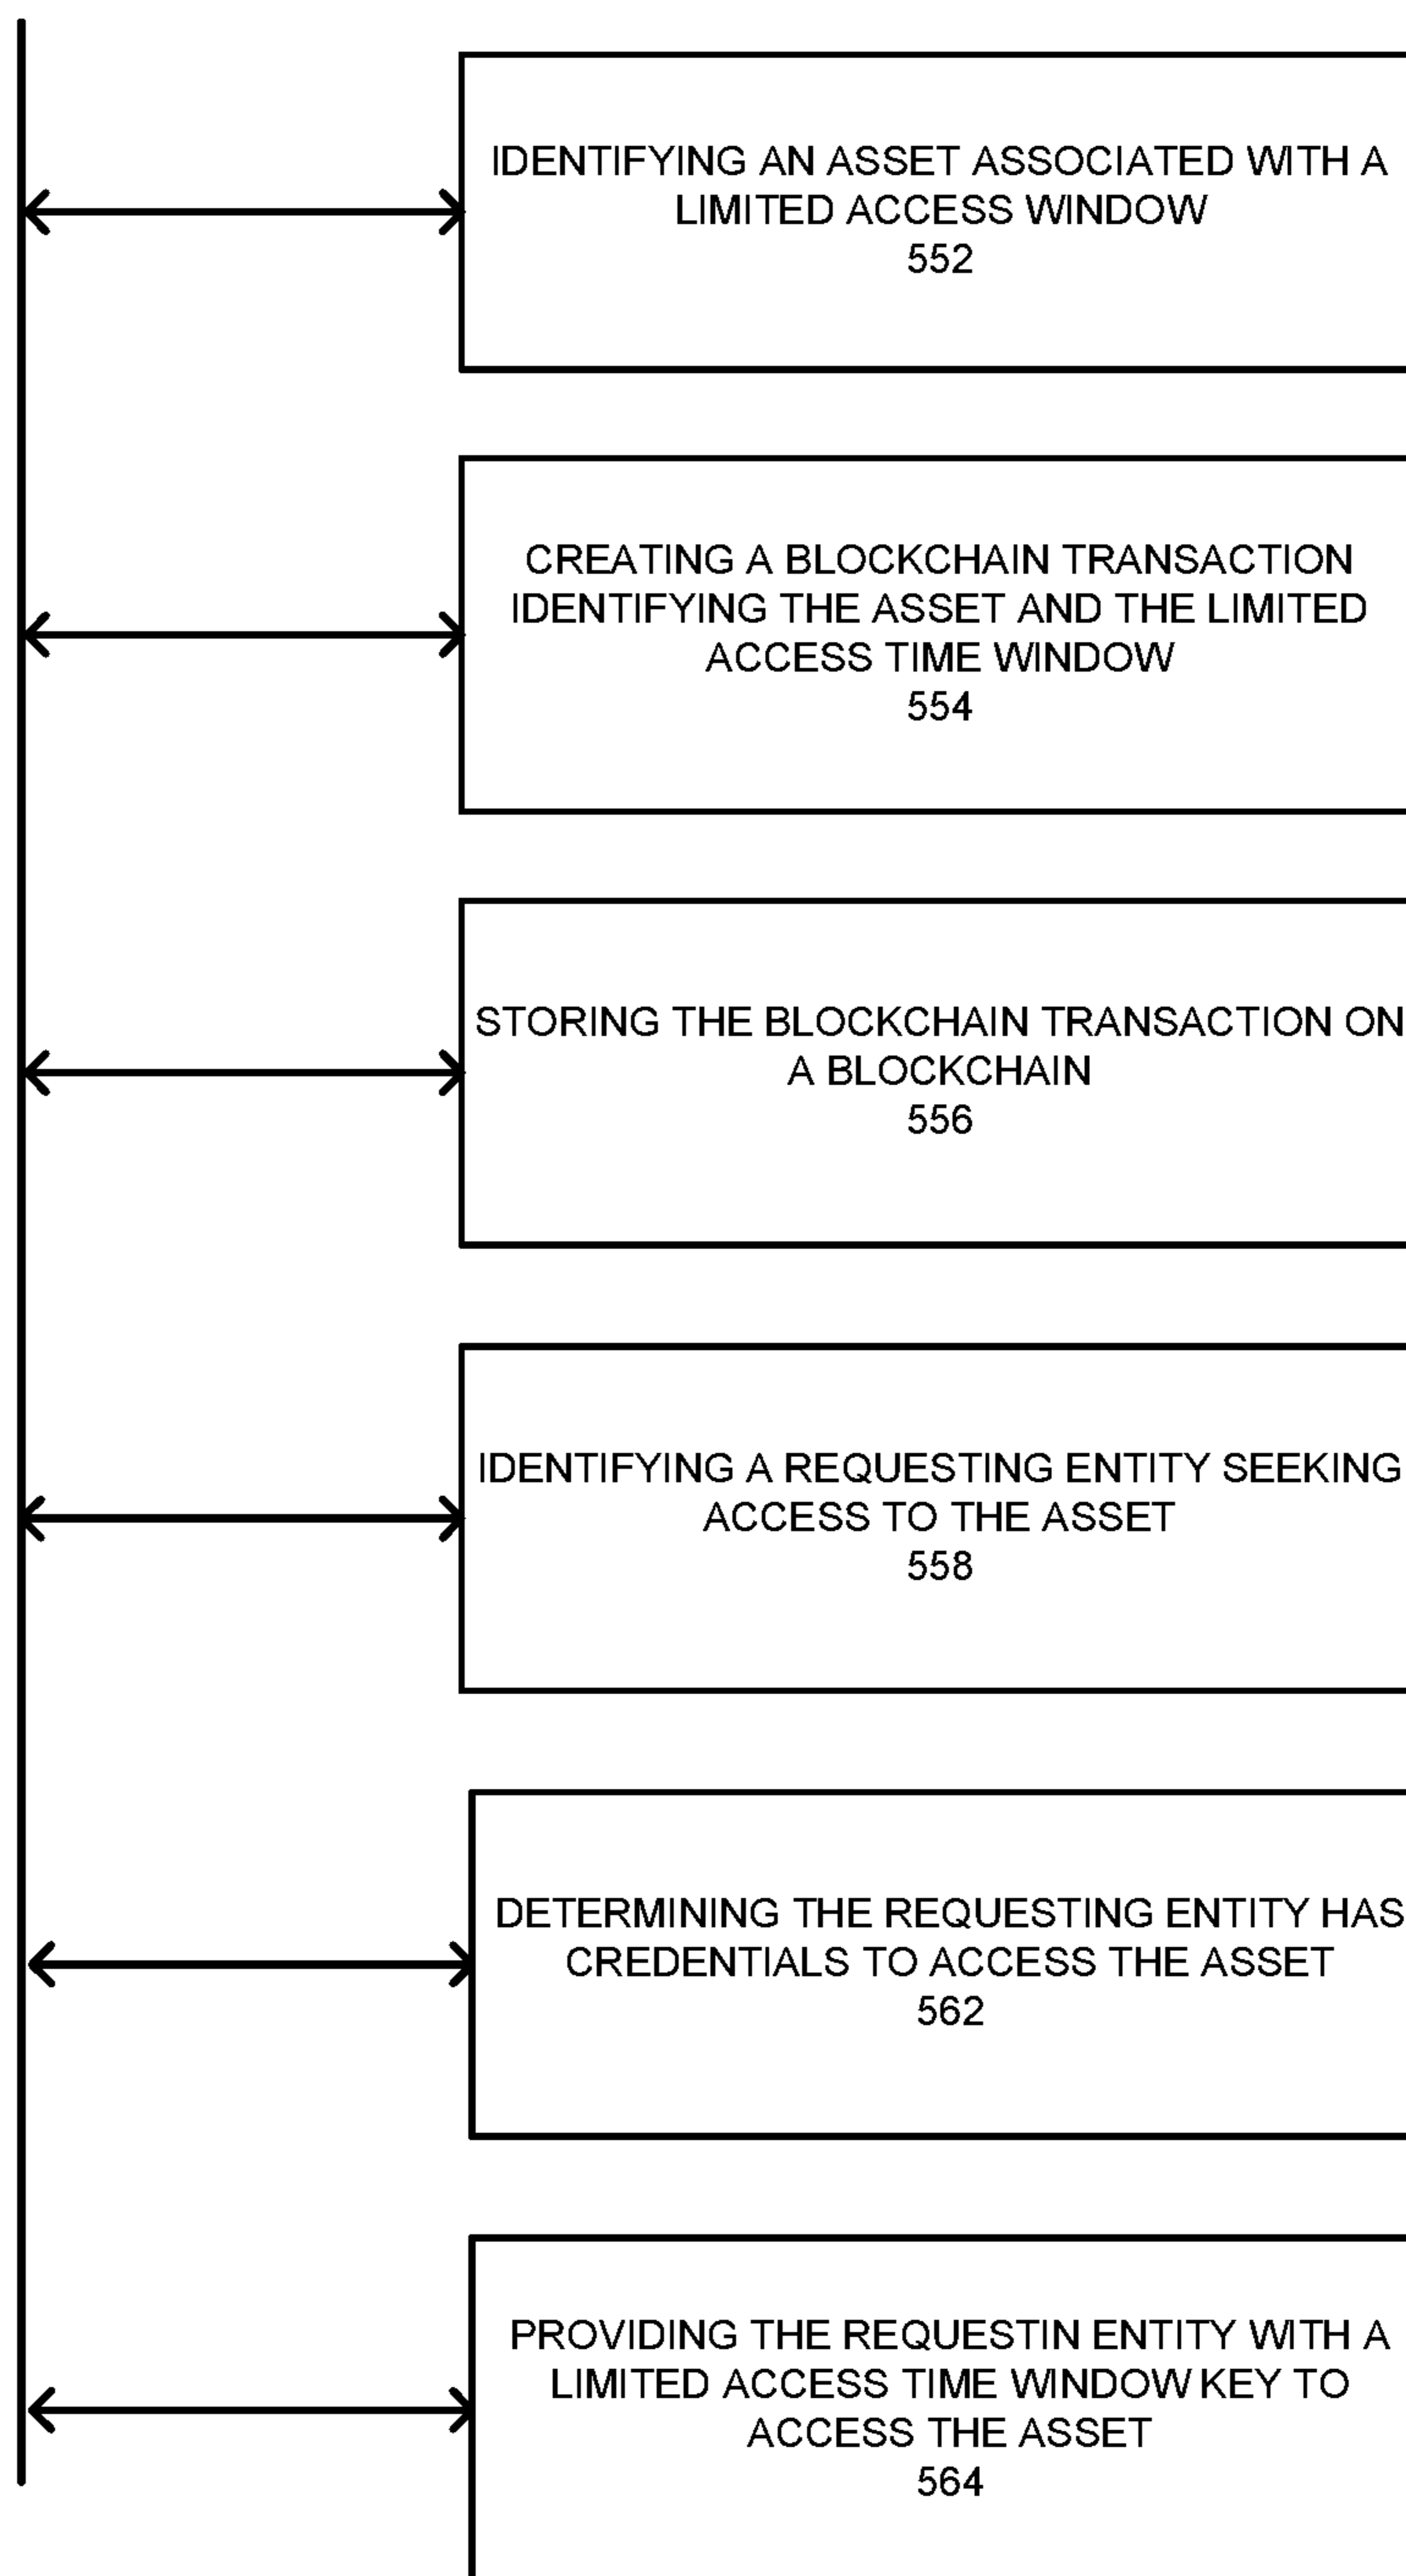 IDENTIFYING AN ASSET ASSOCIATED WITH A
LIMITED ACCESS WINDOW
552
CREATING A BLOCKCHAIN TRANSACTION
IDENTIFYING THE ASSET AND THE LIMITED
ACCESS TIME WINDOW
554
STORING THE BLOCKCHAIN TRANSACTION ON
A BLOCKCHAIN
556
IDENTIFYING A REQUESTING ENTITY SEEKING
ACCESS TO THE ASSET
558
DETERMINING THE REQUESTING ENTITY HAS
CREDENTIALS TO ACCESS THE ASSET
562
PROVIDING THE REQUESTIN ENTITY WITH A
LIMITED ACCESS TIME WINDOW KEY TO
ACCESS THE ASSET
564